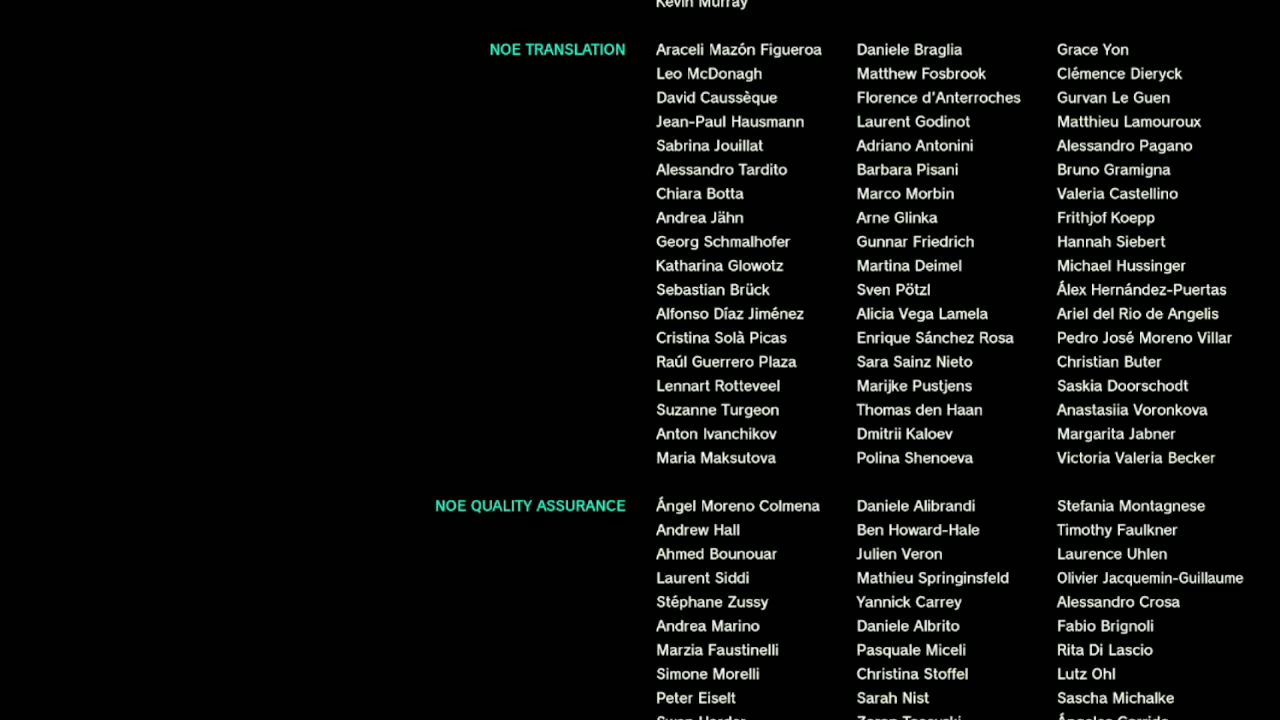 Kevin Murray
NOE TRANSLATION Araceli Mazón Figueroa Daniele Braglia Grace Yon
Leo McDonagh Matthew Fosbrook Clémence Dieryck
David Caussèque Florence d'Anterroches Gurvan Le Guen
Jean-Paul Hausmann Laurent Godinot Matthieu Lamouroux
Sabrina Jouillat Adriano Antonini Alessandro Pagano
Alessandro Tardito Barbara Pisani Bruno Gramigna
Chiara Botta Marco Morbin Valeria Castellino
Andrea Jähn Arne Glinka Frithjof Koepp
Georg Schmalhofer Gunnar Friedrich Hannah Siebert
Katharina Glowotz Martina Deimel Michael Hussinger
Sebastian Brück Sven Pötzl Álex Hernández-Puertas
Alfonso Díaz Jiménez Alicia Vega Lamela Ariel del Rio de Angelis
Cristina Solà Picas Enrique Sánchez Rosa Pedro José Moreno Villar
Raúl Guerrero Plaza Sara Sainz Nieto Christian Buter
Lennart Rotteveel Marijke Pustjens Saskia Doorschodt
Suzanne Turgeon Thomas den Haan Anastasiia Voronkova
Anton Ivanchikov Dmitrii Kaloev Margarita Jabner
Maria Maksutova Polina Shenoeva Victoria Valeria Becker
NOE QUALITY ASSURANCE Ángel Moreno Colmena Daniele Alibrandi Stefania Montagnese
Andrew Hall Ben Howard-Hale Timothy Faulkner
Ahmed Bounouar Julien Veron Laurence Uhlen
Laurent Siddi Mathieu Springinsfeld Olivier Jacquemin-Guillaume
Stéphane Zussy Yannick Carrey Alessandro Crosa
Andrea Marino Daniele Albrito Fabio Brignoli
Marzia Faustinelli Pasquale Miceli Rita Di Lascio
Simone Morelli Christina Stoffel Lutz Ohl
Peter Eiselt Sarah Nist Sascha Michalke